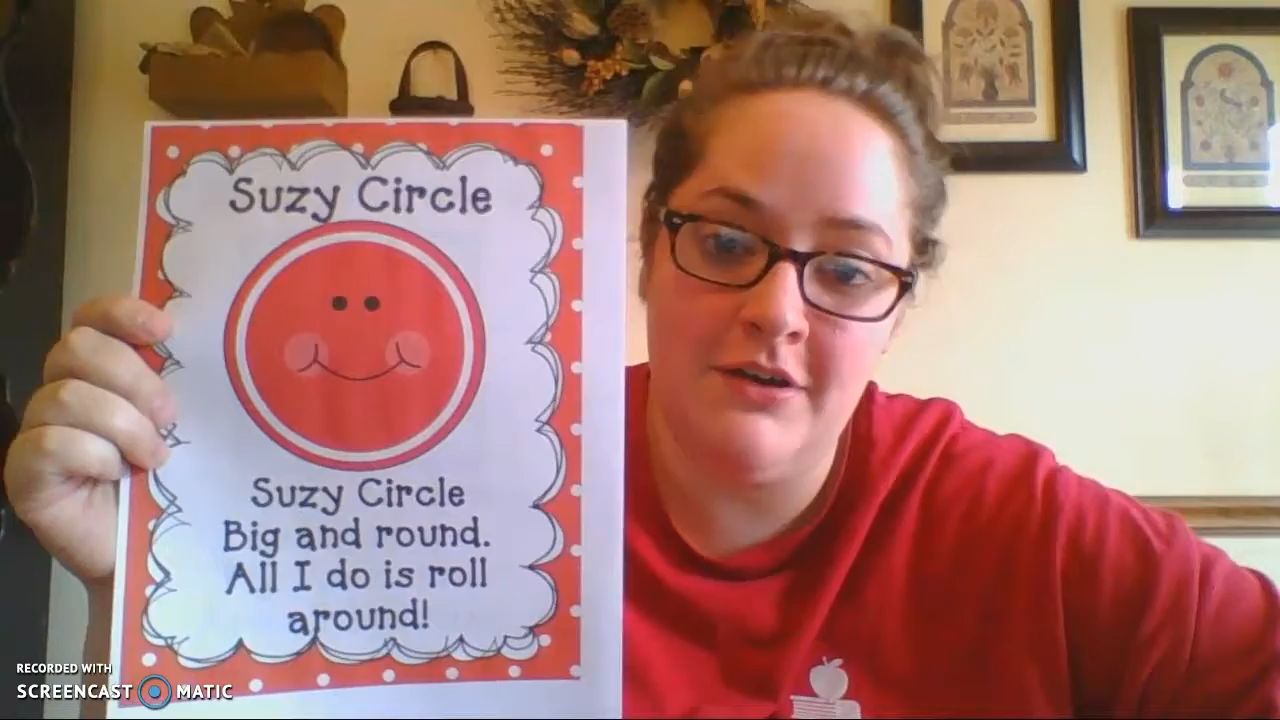 Suzy Circle
Suzy Circle
Big and round.
All I do is roll
around!
RECORDED WITH
SCREENCAST MATIC